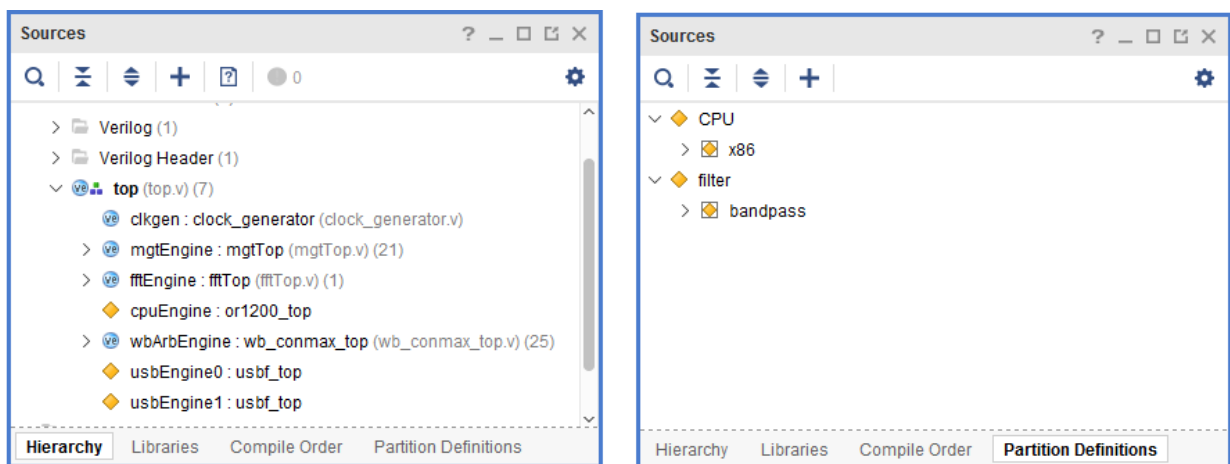 Sources
0
Verilog (1)
Verilog Header (1)
top (top.v) (7)
clkgen : clock_generator (clock_generator.v)
mgtEngine : mgtTop (mgtTop.v) (21)
fftEngine : fftTop (fftTop.v) (1)
cpuEngine : or1200_top
wbArbEngine : wb_conmax_top (wb_conmax_top.v) (25)
usbEngine0 : usbf_top
usbEngine1 : usbf_top
Hierarchy Libraries Compile Order Partition Definitions
Sources
CPU
x86
filter
bandpass
Hierarchy Libraries Compile Order Partition Definitions